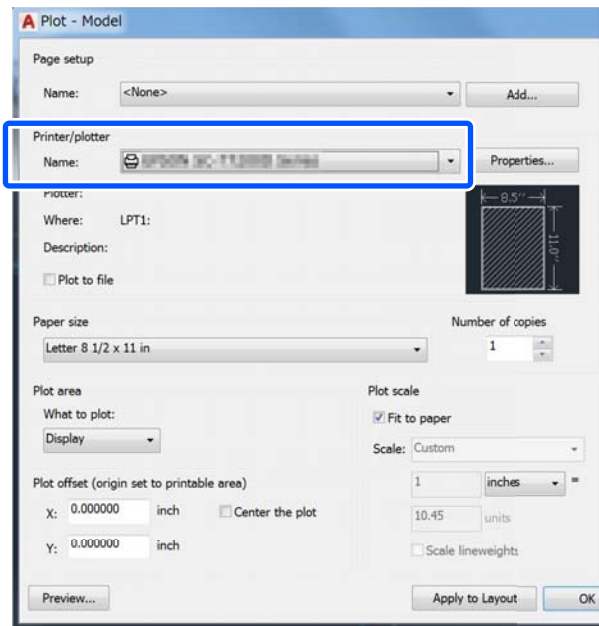 Plot - Model
Page setup
Name: <None> Add...
Printer/plotter
Name: Properties...
Plotter:
Where: LPT1:
Description:
Plot to file
8.5''
11.0''
Paper size Number of copies
Letter 8 1/2 x 11 in 1
Plot area Plot scale
What to plot: Fit to paper
Display Scale: Custom
Plot offset (origin set to printable area) 1 inches =
X: 0.000000 inch Center the plot 10.45 units
Y: 0.000000 inch Scale lineweights
Preview... Apply to Layout OK